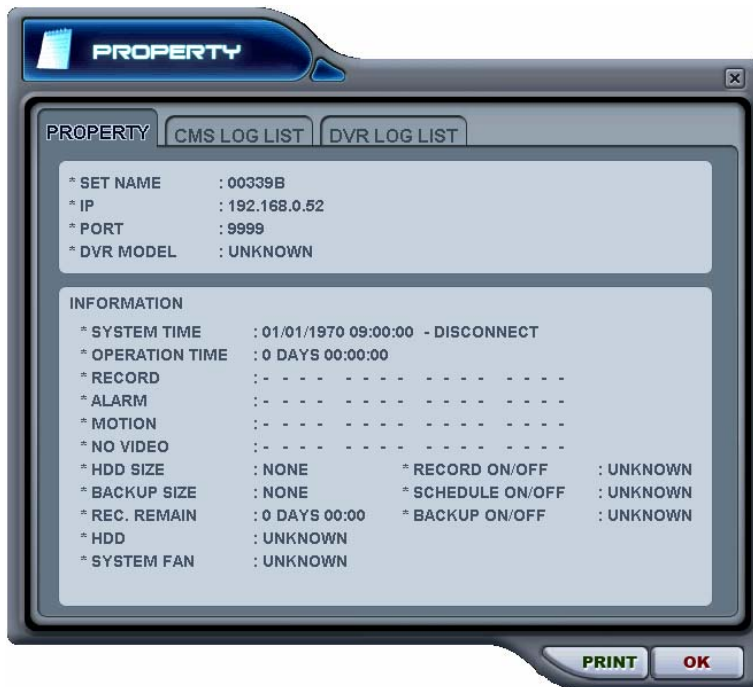 PROPERTY
PROPERTY CMS LOG LIST DVR LOG LIST
* SET NAME : 00339B
* IP : 192.168.0.52
* PORT : 9999
* DVR MODEL : UNKNOWN
INFORMATION
* SYSTEM TIME : 01/01/1970 09:00:00 - DISCONNECT
* OPERATION TIME : 0 DAYS 00:00:00
* RECORD : - - - - - - - - - - - - - - - -
* ALARM : - - - - - - - - - - - - - - - -
* MOTION : - - - - - - - - - - - - - - - -
* NO VIDEO : - - - - - - - - - - - - - - - -
* HDD SIZE : NONE * RECORD ON/OFF : UNKNOWN
* BACKUP SIZE : NONE * SCHEDULE ON/OFF : UNKNOWN
* REC. REMAIN : 0 DAYS 00:00 * BACKUP ON/OFF : UNKNOWN
* HDD : UNKNOWN
* SYSTEM FAN : UNKNOWN
PRINT OK